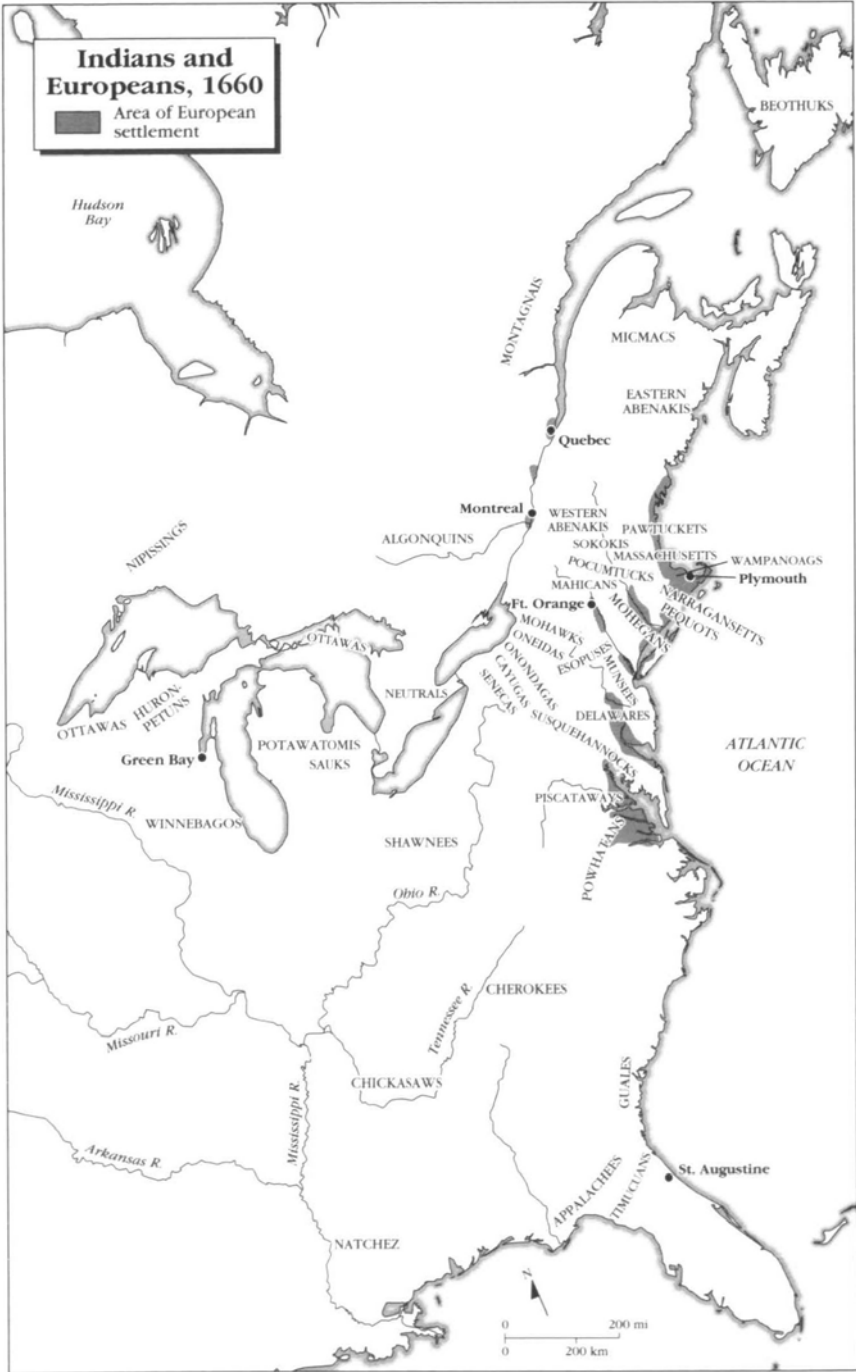 Indians and
Europeans, 1660
Area of European
settlement
BEOTHUKS
Hudson
Bay
MONTAGNAIS
MICMACS
EASTERN
ABENAKIS
Quebec
Montreal
WESTERN
ABENAKIS
ALGONQUINS
SOKOKIS
PAWTUCKETS
MASSACHUSETTS
WAMPANOAGS
NIPISSINGS
POCUMTUCKS
Plymouth
MAHICANS
NARRAGANSETTS
Ft. Orange
MOHEGANS
PEQUOTS
MOHAWKS
OTTAWAS
ONEIDAS
ESOPUSES
ONONDAGAS
MUNSEES
CAYUGAS
SENECAS
NEUTRALS
HURON-
PETUNS
OTTAWAS
SUSQUEHANNOCKS
DELAWARES
POTAWATOMIS
SAUKS
Green Bay
ATLANTIC
OCEAN
Mississippi R.
PISCATAWAYS
WINNEBAGOS
SHAWNEES
POWHATANS
Ohio R.
CHEROKEES
Tennessee R.
Missouri R.
CHICKASAWS
Mississippi R.
GUALES
Arkansas R.
St. Augustine
APPALACHEES
TIMUCUANS
NATCHEZ
N
0 200 mi
0 200 km